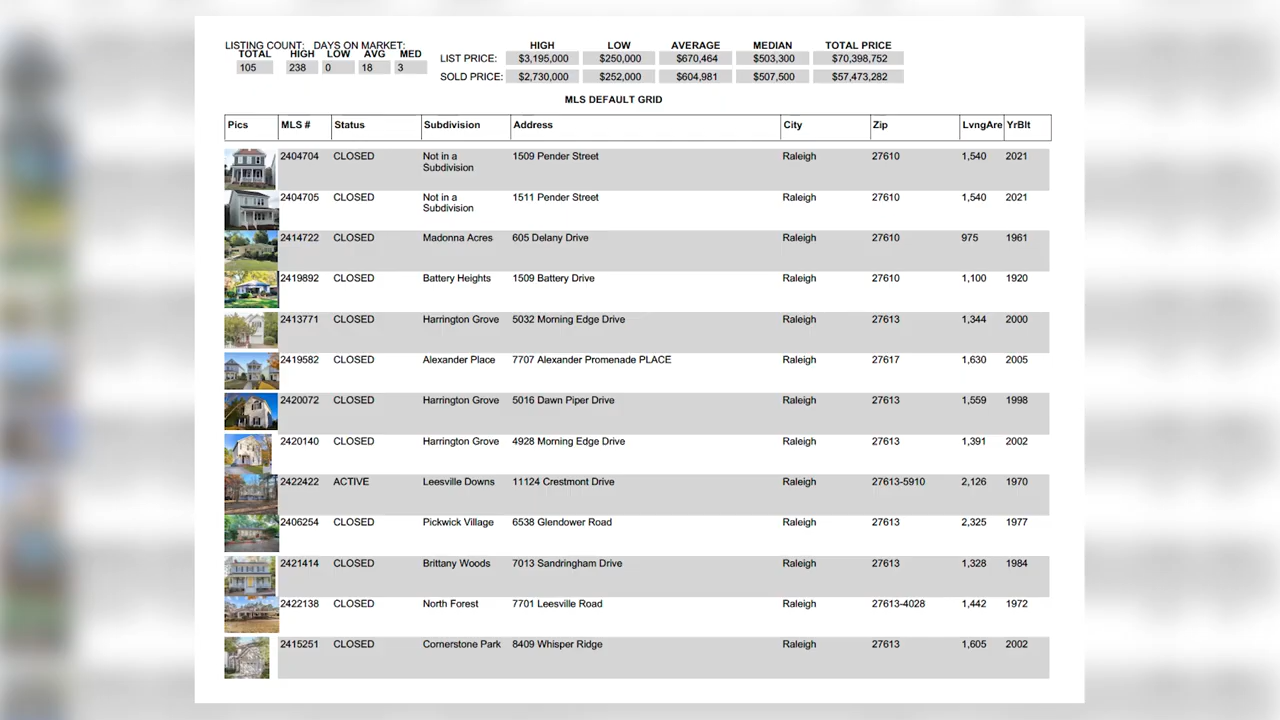 LISTING COUNT: DAYS ON MARKET:
TOTAL HIGH LOW AVG MED
105 238 0 18 3
HIGH LOW AVERAGE MEDIAN TOTAL PRICE
LIST PRICE: $3,195,000 $250,000 $670,464 $503,300 $70,398,752
SOLD PRICE: $2,730,000 $252,000 $604,981 $507,500 $57,473,282
MLS DEFAULT GRID
Pics MLS # Status Subdivision Address City Zip LvngAre YrBlt
2404704 CLOSED Not in a Subdivision 1509 Pender Street Raleigh 27610 1,540 2021
2404705 CLOSED Not in a Subdivision 1511 Pender Street Raleigh 27610 1,540 2021
2414722 CLOSED Madonna Acres 605 Delany Drive Raleigh 27610 975 1961
2419892 CLOSED Battery Heights 1509 Battery Drive Raleigh 27610 1,100 1920
2413771 CLOSED Harrington Grove 5032 Morning Edge Drive Raleigh 27613 1,344 2000
2419582 CLOSED Alexander Place 7707 Alexander Promenade PLACE Raleigh 27617 1,630 2005
2420072 CLOSED Harrington Grove 5016 Dawn Piper Drive Raleigh 27613 1,559 1998
2420140 CLOSED Harrington Grove 4928 Morning Edge Drive Raleigh 27613 1,391 2002
2422422 ACTIVE Leesville Downs 11124 Crestmont Drive Raleigh 27613-5910 2,126 1970
2406254 CLOSED Pickwick Village 6538 Glendower Road Raleigh 27613 2,325 1977
2421414 CLOSED Brittany Woods 7013 Sandringham Drive Raleigh 27613 1,328 1984
2422138 CLOSED North Forest 7701 Leesville Road Raleigh 27613-4028 1,442 1972
2415251 CLOSED Cornerstone Park 8409 Whisper Ridge Raleigh 27613 1,605 2002